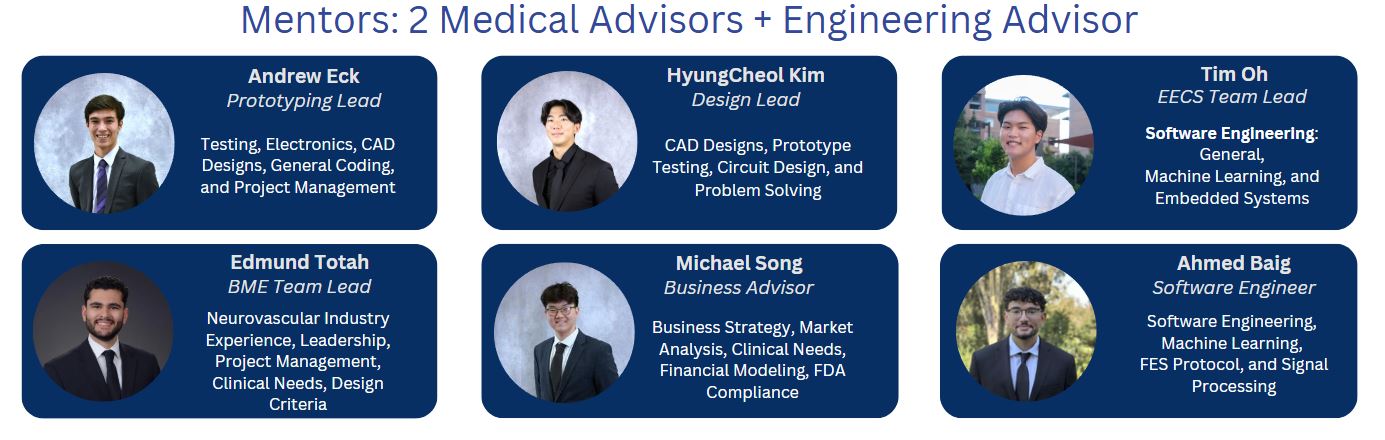 Mentors: 2 Medical Advisors + Engineering Advisor
Andrew Eck
Prototyping Lead
Testing, Electronics, CAD
Designs, General Coding,
and Project Management
HyungCheol Kim
Design Lead
CAD Designs, Prototype
Testing, Circuit Design, and
Problem Solving
Tim Oh
EECS Team Lead
Software Engineering:
General,
Machine Learning, and
Embedded Systems
Edmund Totah
BME Team Lead
Neurovascular Industry
Experience, Leadership,
Project Management,
Clinical Needs, Design
Criteria
Michael Song
Business Advisor
Business Strategy, Market
Analysis, Clinical Needs,
Financial Modeling, FDA
Compliance
Ahmed Baig
Software Engineer
Software Engineering,
Machine Learning,
FES Protocol, and Signal
Processing